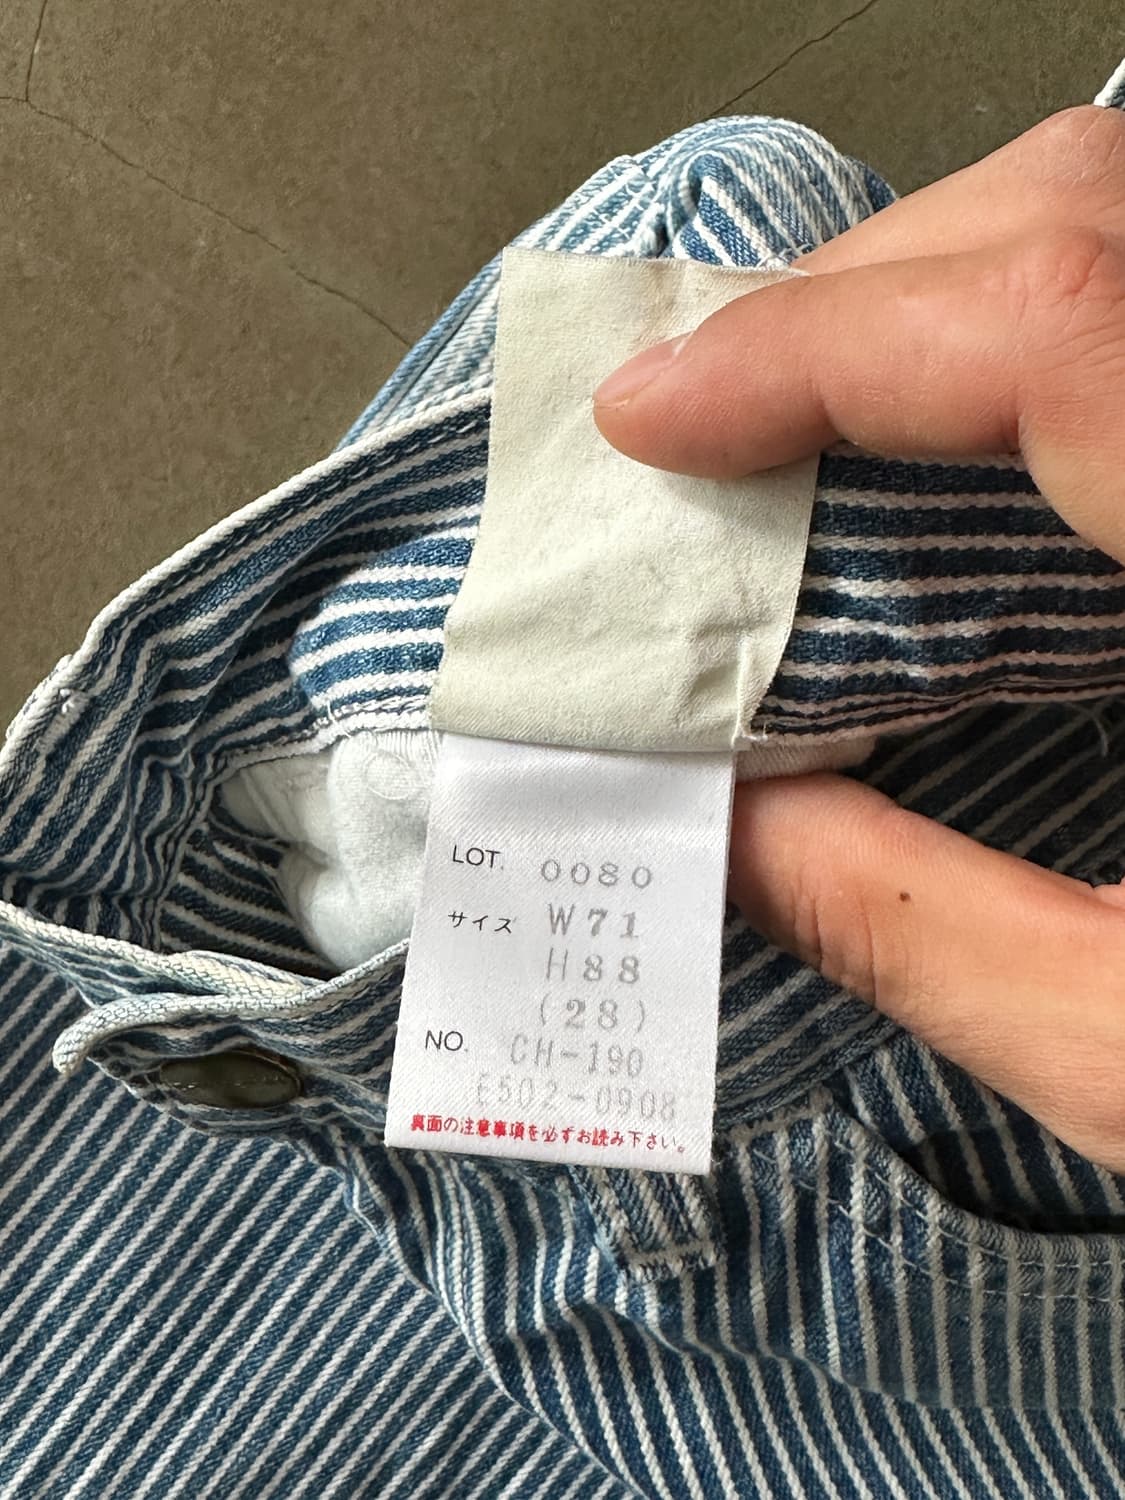 LOT. 0080
サイズ W71
H88
(28)
NO. CH-190
E502-0908
裏面の注意事項を必ずお読み下さい。